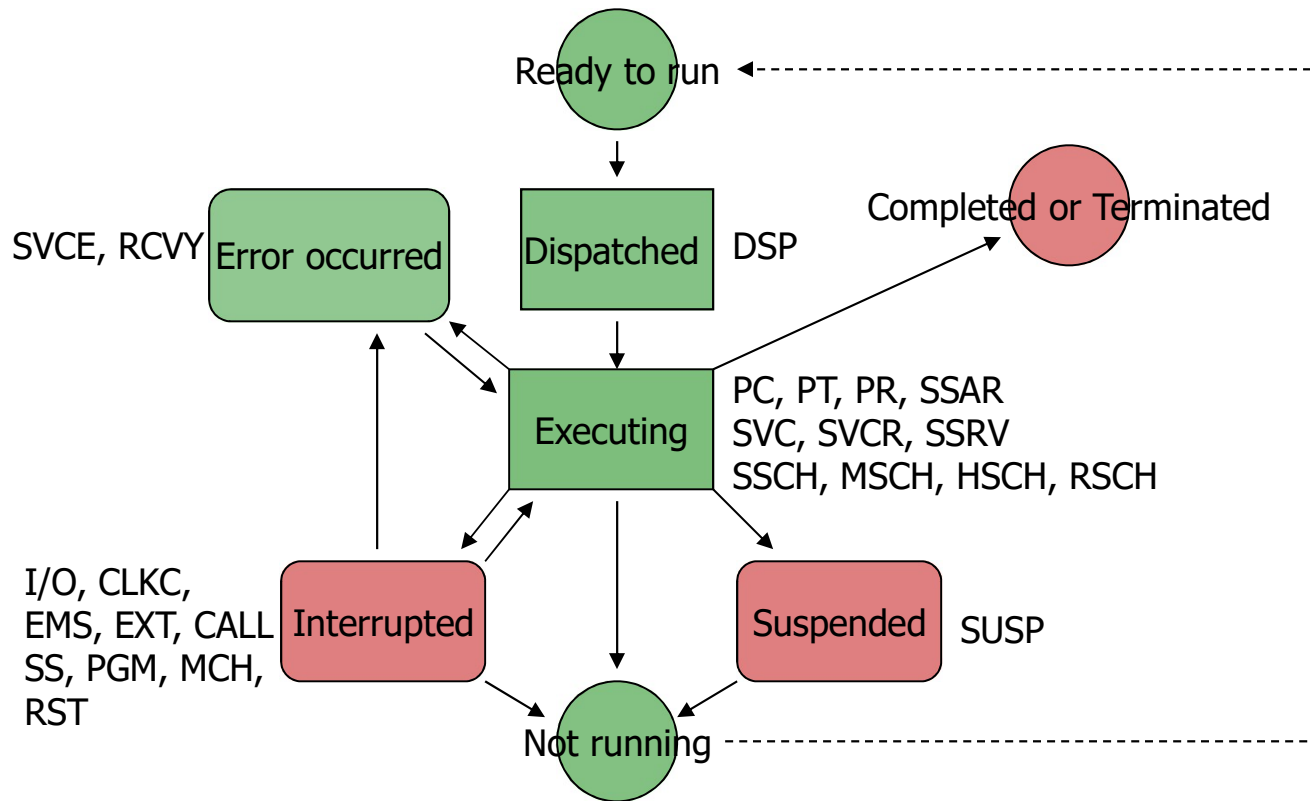 Ready to run
Completed or Terminated
SVCE, RCVY
Error occurred
Dispatched
DSP
Executing
PC, PT, PR, SSAR
SVC, SVCR, SSRV
SSCH, MSCH, HSCH, RSCH
I/O, CLKC,
EMS, EXT, CALL
SS, PGM, MCH,
RST
Interrupted
Suspended
SUSP
Not running